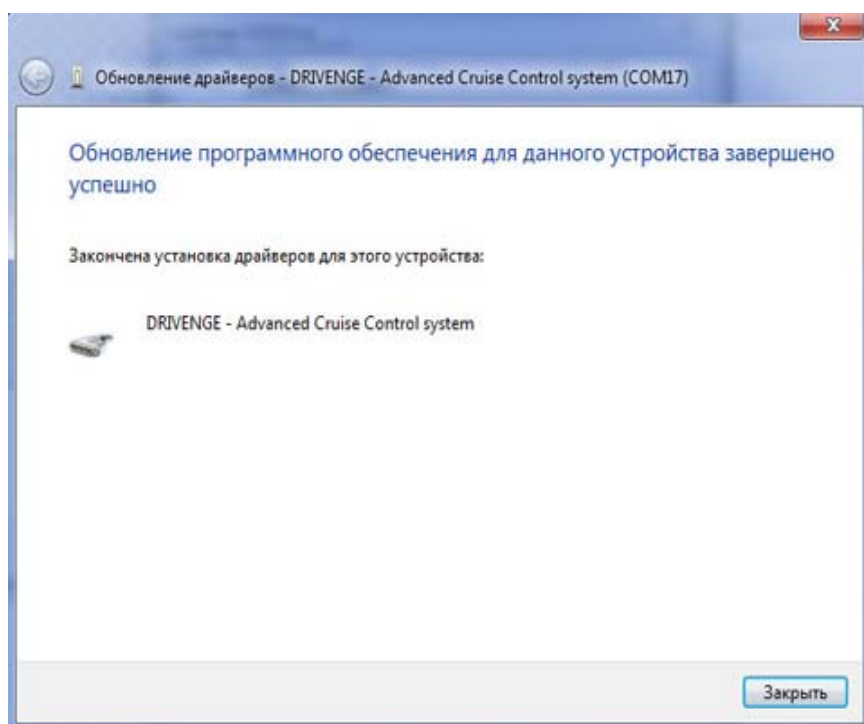 Обновление драйверов - DRIVENGE - Advanced Cruise Control system (COM17)
Обновление программного обеспечения для данного устройства завершено
успешно
Закончена установка драйверов для этого устройства:
DRIVENGE - Advanced Cruise Control system
Закрыть